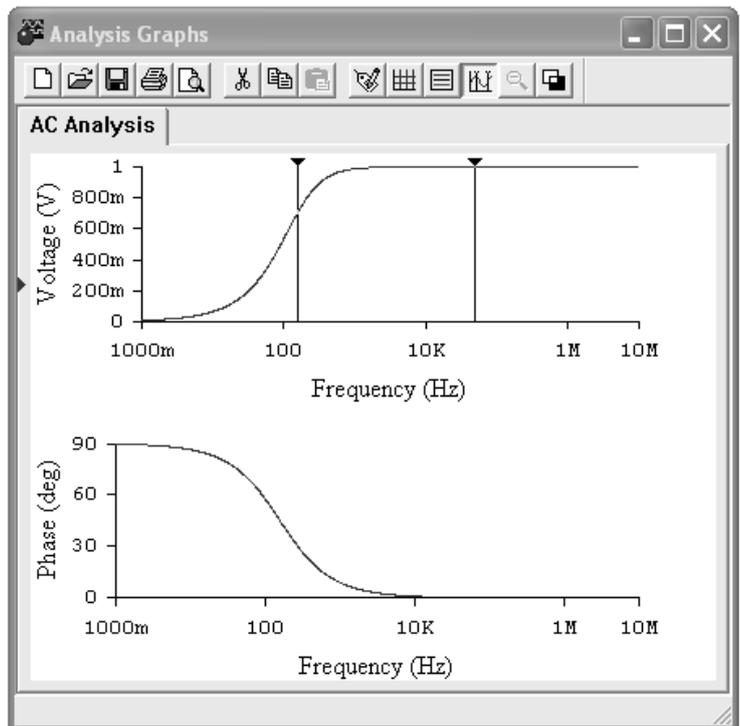 Analysis Graphs
AC Analysis
Voltage (V)
1
800m
600m
400m
200m
0
1000m 100 10K 1M 10M
Frequency (Hz)
Phase (deg)
90
60
30
0
1000m 100 10K 1M 10M
Frequency (Hz)